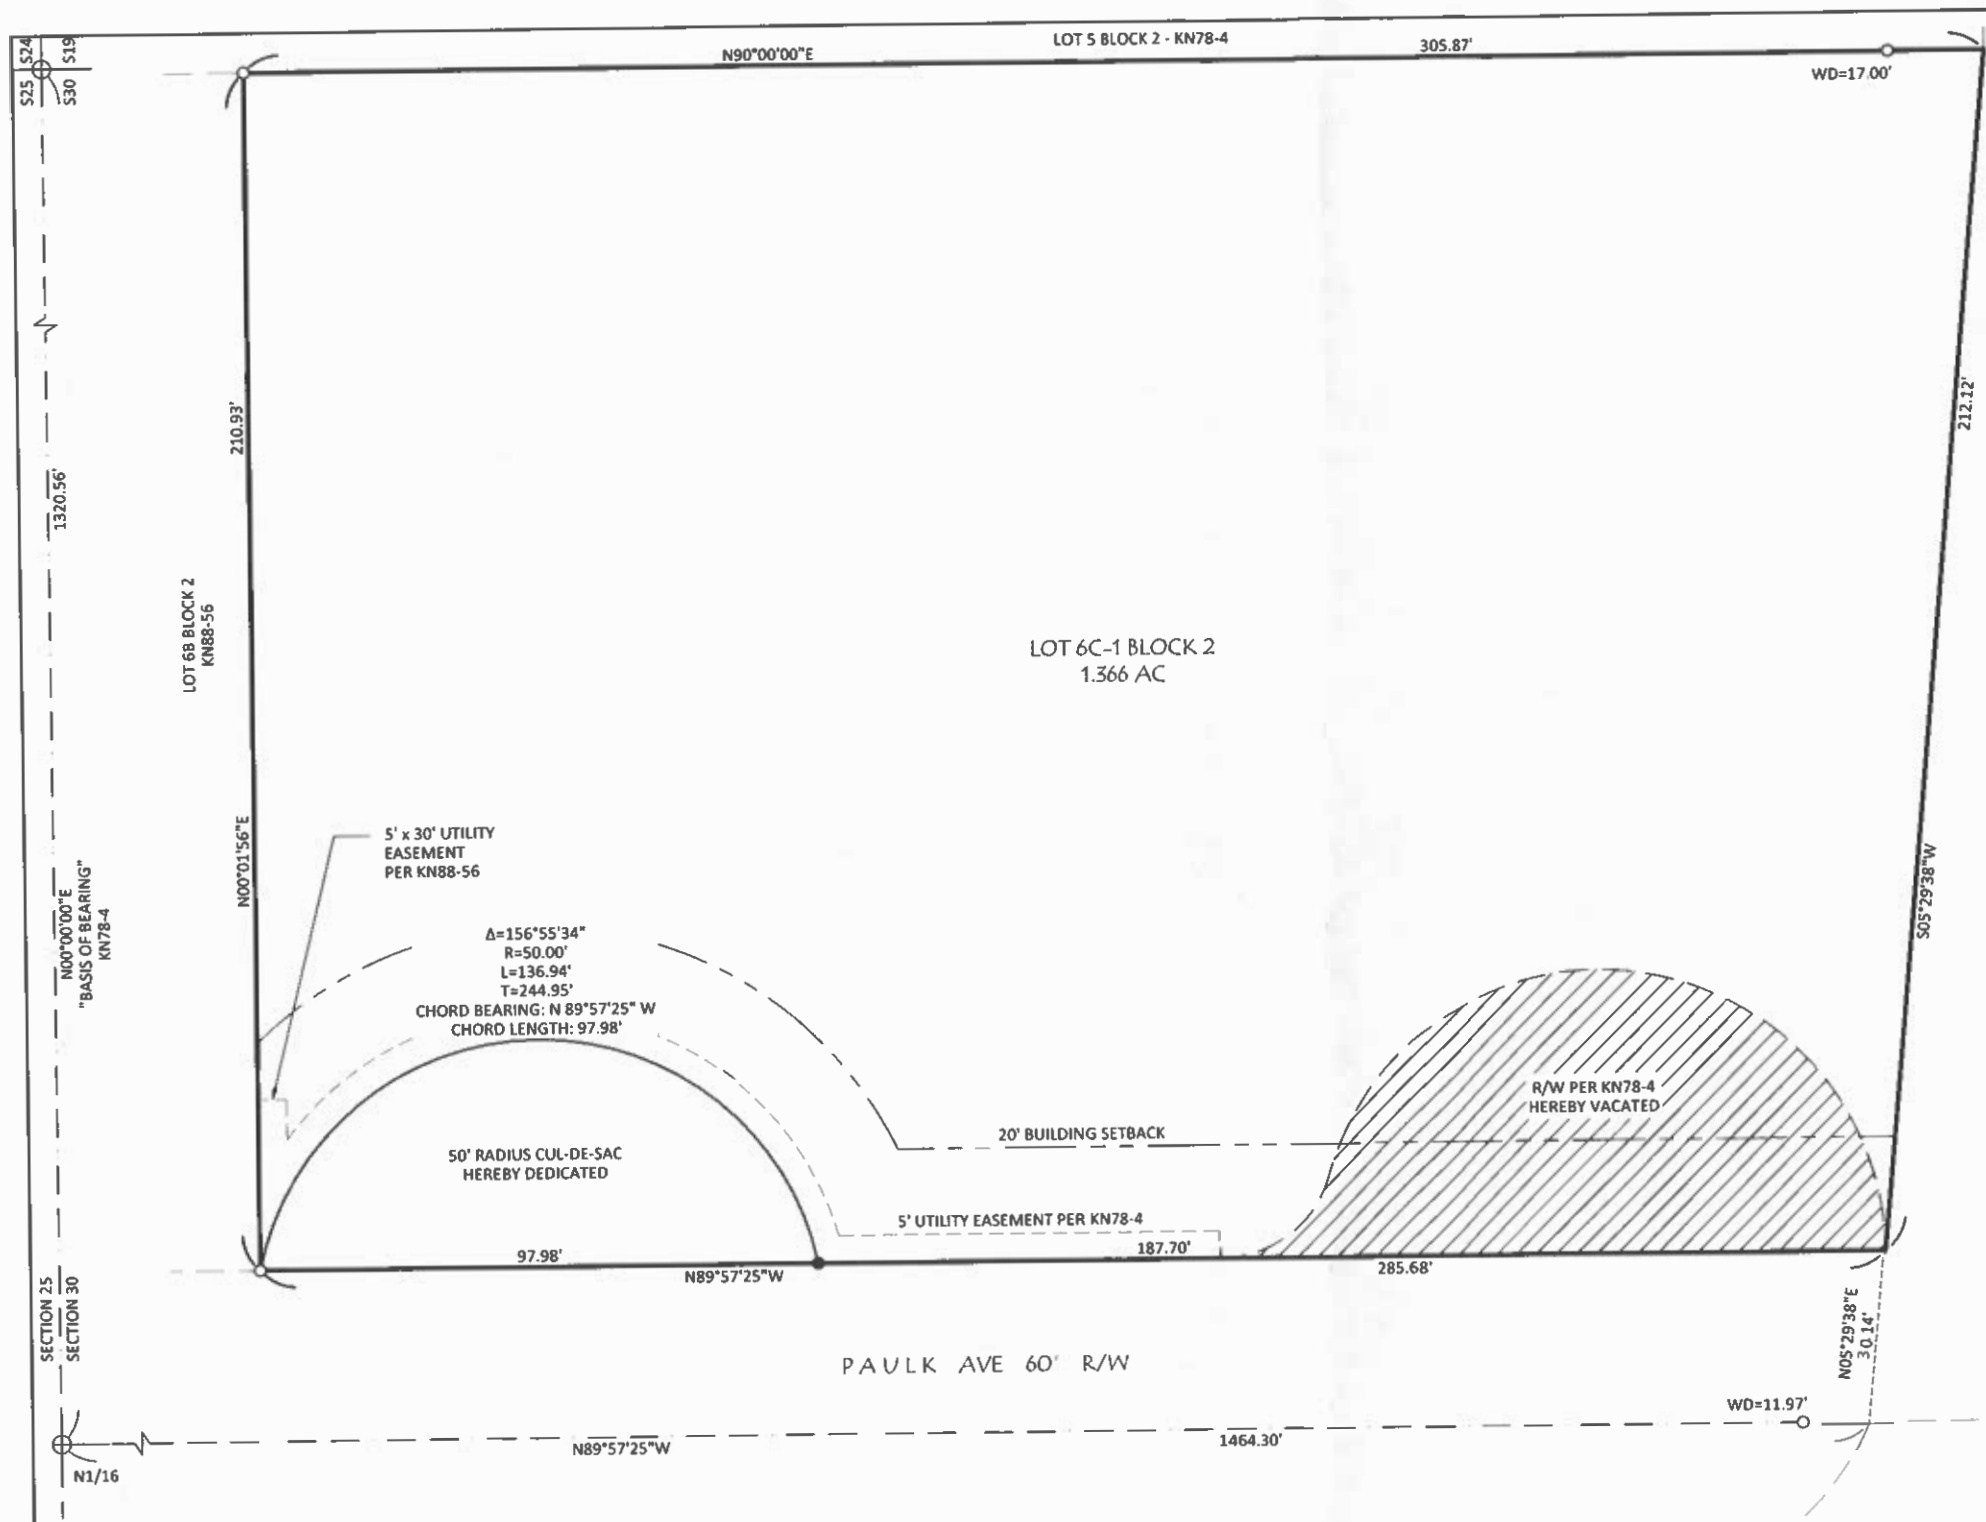 LOT 5 BLOCK 2 - KN78-4
N90°00'00"E
305.87'
WD=17.00'
S24
S19
S25
S30
210.93'
212.12'
1320.56'
LOT 6B BLOCK 2
KN88-56
LOT 6C-1 BLOCK 2
1.366 AC
N00°01'56"E
5' x 30' UTILITY
EASEMENT
PER KN88-56
S05°29'38"W
N00°00'00"E
"BASIS OF BEARING"
KN78-4
Δ=156°55'34"
R=50.00'
L=136.94'
T=244.95'
CHORD BEARING: N 89°57'25" W
CHORD LENGTH: 97.98'
R/W PER KN78-4
HEREBY VACATED
20' BUILDING SETBACK
50' RADIUS CUL-DE-SAC
HEREBY DEDICATED
5' UTILITY EASEMENT PER KN78-4
97.98'
187.70'
N89°57'25"W
285.68'
SECTION 25
SECTION 30
N05°29'38"E
30.14'
PAULK AVE 60' R/W
WD=11.97'
N89°57'25"W
1464.30'
N1/16